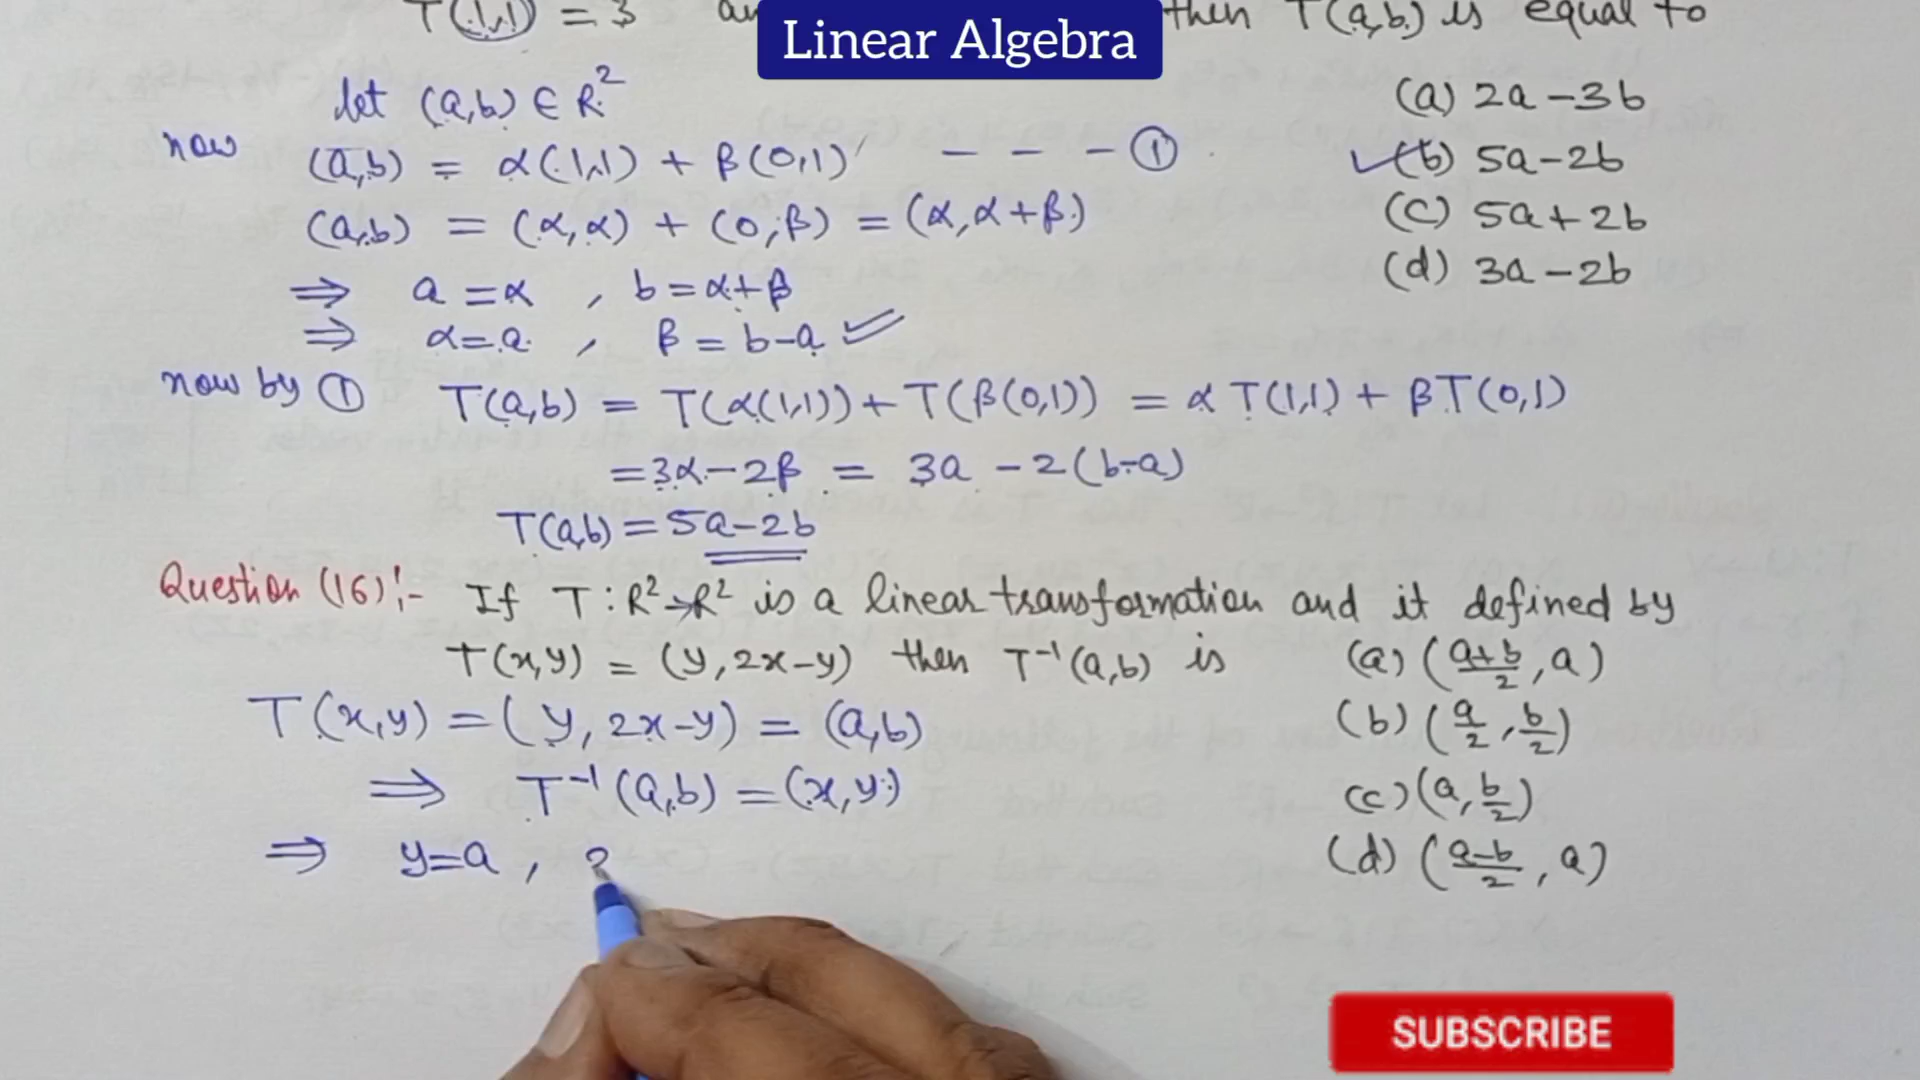 T(1,1) = 3 then T(a,b) is equal to
Linear Algebra
let (a,b) ∈ R²
now (a,b) = α(1,1) + β(0,1) - - - ①
(a,b) = (α,α) + (0,β) = (α,α+β)
⇒ a = α , b = α+β
⇒ α = a , β = b-a ✓
(a) 2a-3b
✓(b) 5a-2b
(c) 5a+2b
(d) 3a-2b
now by ① T(a,b) = T(α(1,1)) + T(β(0,1)) = α T(1,1) + β T(0,1)
= 3α - 2β = 3a - 2(b-a)
T(a,b) = 5a-2b
Question (16):- If T : R²→R² is a linear transformation and it defined by
T(x,y) = (y,2x-y) then T⁻¹(a,b) is
(a) (a+b/2, a)
(b) (a/2, b/2)
(c) (a, b/2)
(d) (a-b/2, a)
T(x,y) = (y, 2x-y) = (a,b)
⇒ T⁻¹(a,b) = (x,y)
⇒ y=a , 2
SUBSCRIBE